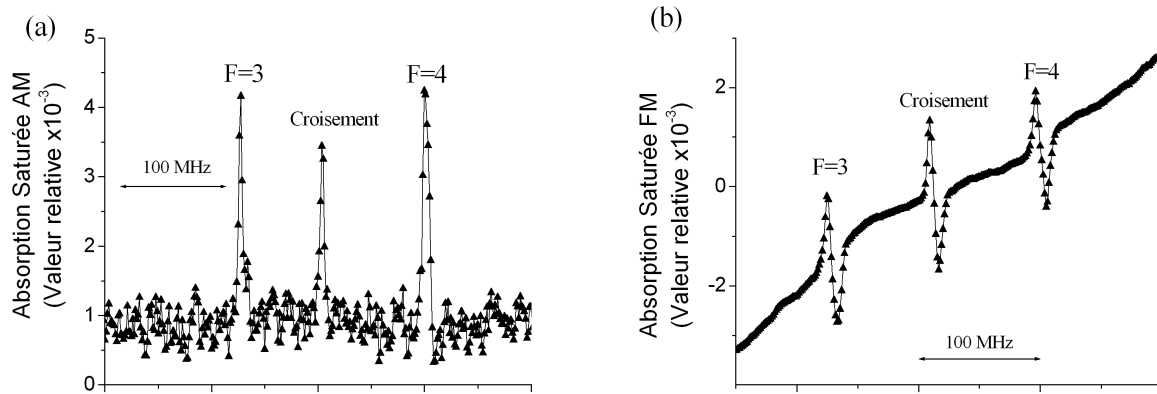 (a)
Absorption Saturée AM
(Valeur relative x10⁻³)
5
4
3
2
1
0
F=3
Croisement
F=4
100 MHz
(b)
Absorption Saturée FM
(Valeur relative x10⁻³)
2
0
-2
F=3
Croisement
F=4
100 MHz